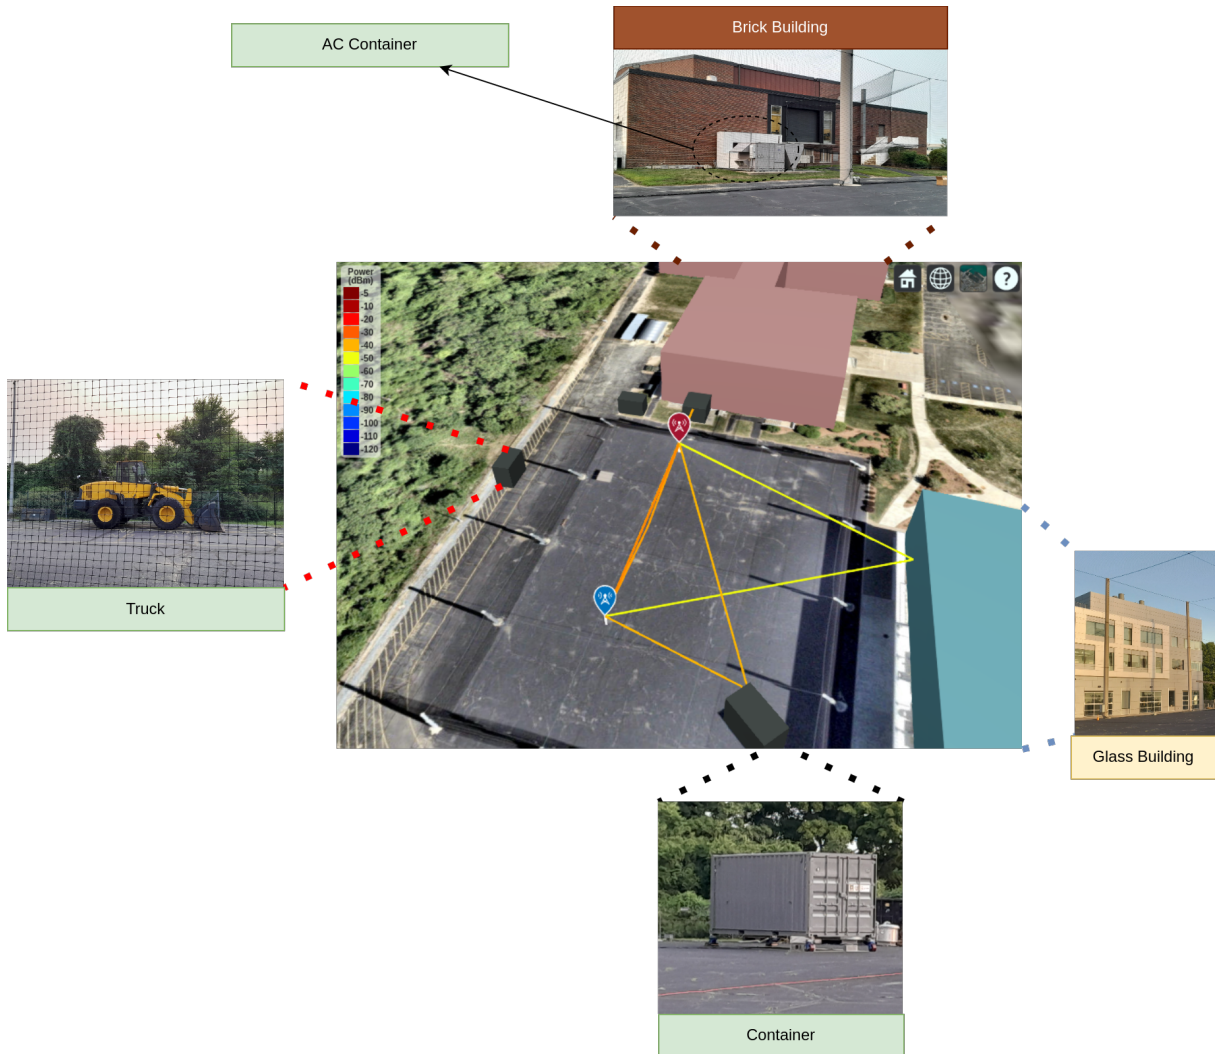 Brick Building
AC Container
Power
(dBm)
-5
-10
-20
-30
-40
-50
-60
-70
-80
-90
-100
-110
-120
?
Truck
Glass Building
Container